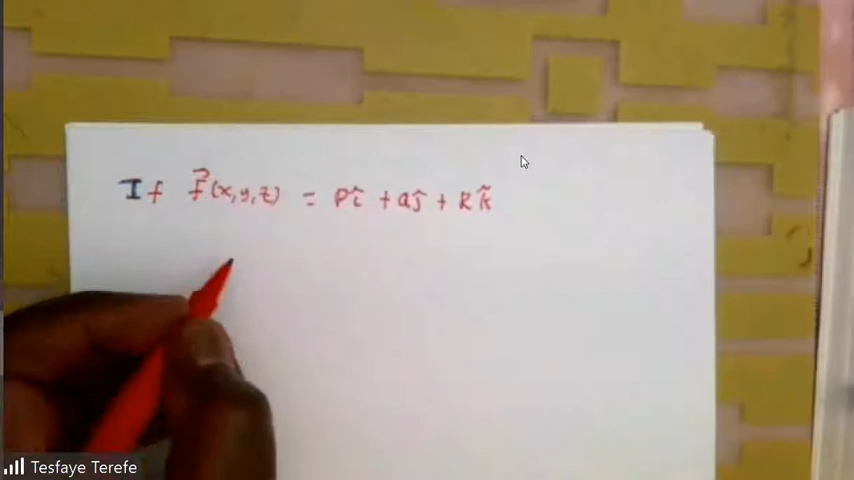 If f⃗(x,y,z) = Pî + Qĵ + Rk̂
Tesfaye Terefe